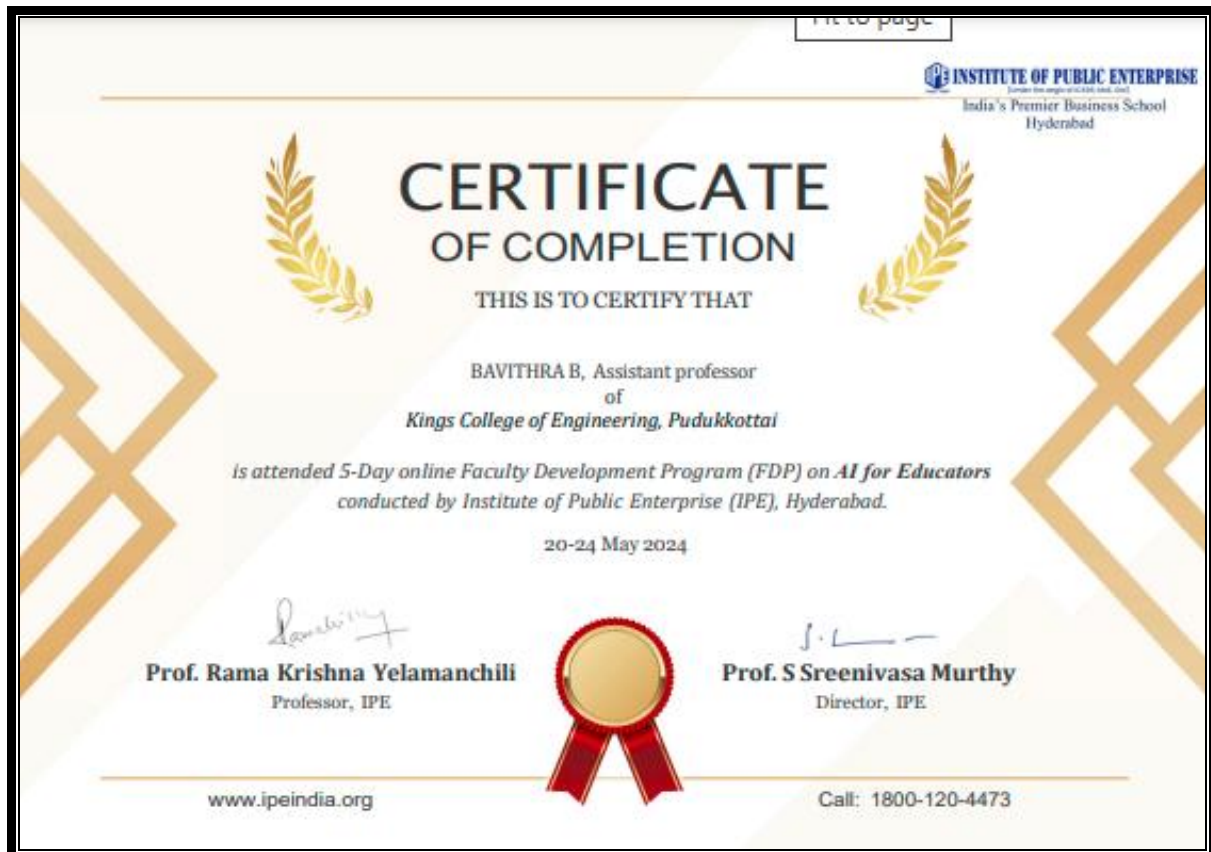 Fit to page
INSTITUTE OF PUBLIC ENTERPRISE
India's Premier Business School
Hyderabad
CERTIFICATE
OF COMPLETION
THIS IS TO CERTIFY THAT
BAVITHRA B, Assistant professor
of
Kings College of Engineering, Pudukkottai
is attended 5-Day online Faculty Development Program (FDP) on AI for Educators
conducted by Institute of Public Enterprise (IPE), Hyderabad.
20-24 May 2024
Prof. Rama Krishna Yelamanchili
Professor, IPE
Prof. S Sreenivasa Murthy
Director, IPE
www.ipeindia.org
Call: 1800-120-4473